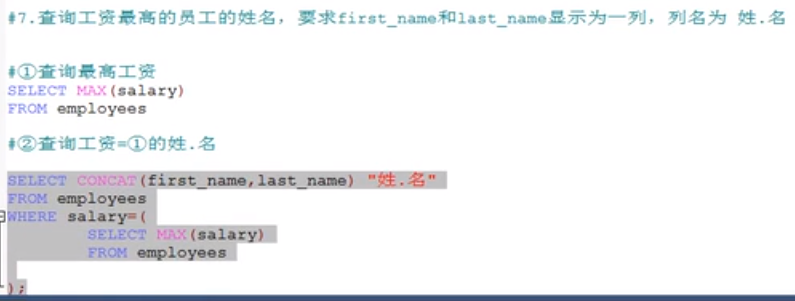 #7.查询工资最高的员工的姓名，要求first_name和last_name显示为一列，列名为 姓.名
#①查询最高工资
SELECT MAX(salary)
FROM employees
#②查询工资=①的姓.名
SELECT CONCAT(first_name,last_name) "姓.名"
FROM employees
WHERE salary=(
SELECT MAX(salary)
FROM employees
);